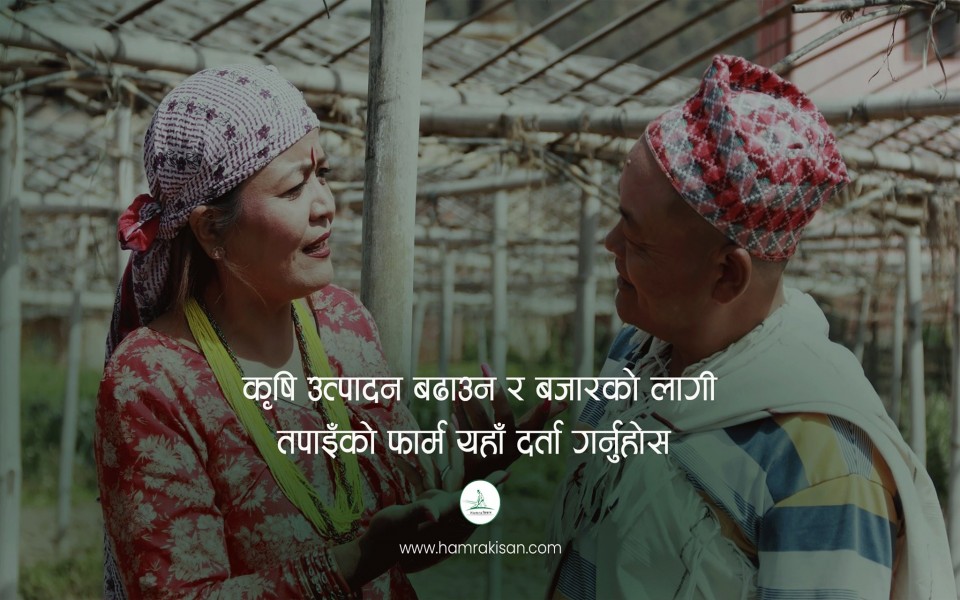 कृषि उत्पादन बढाउन र बजारको लागी
तपाइँको फार्म यहाँ दर्ता गर्नुहोस
www.hamrakisan.com